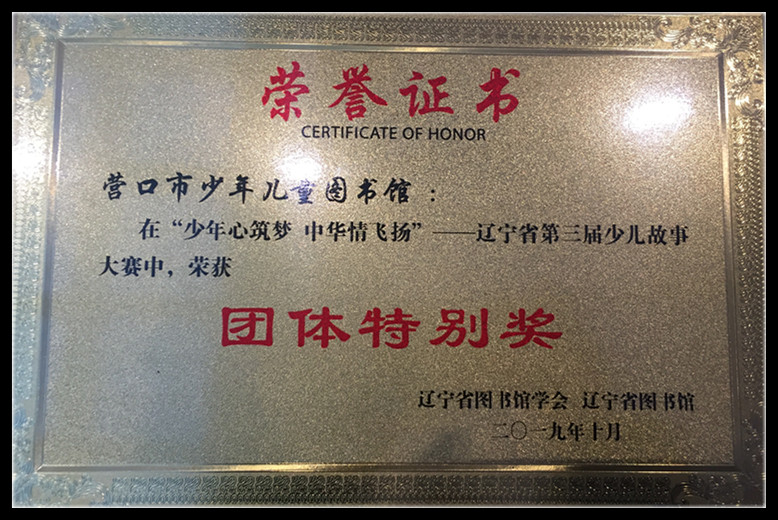 荣誉证书
CERTIFICATE OF HONOR
营口市少年儿童图书馆：
在“少年心筑梦 中华情飞扬”——辽宁省第三届少儿故事
大赛中，荣获
团体特别奖
辽宁省图书馆学会 辽宁省图书馆
二〇一九年十月